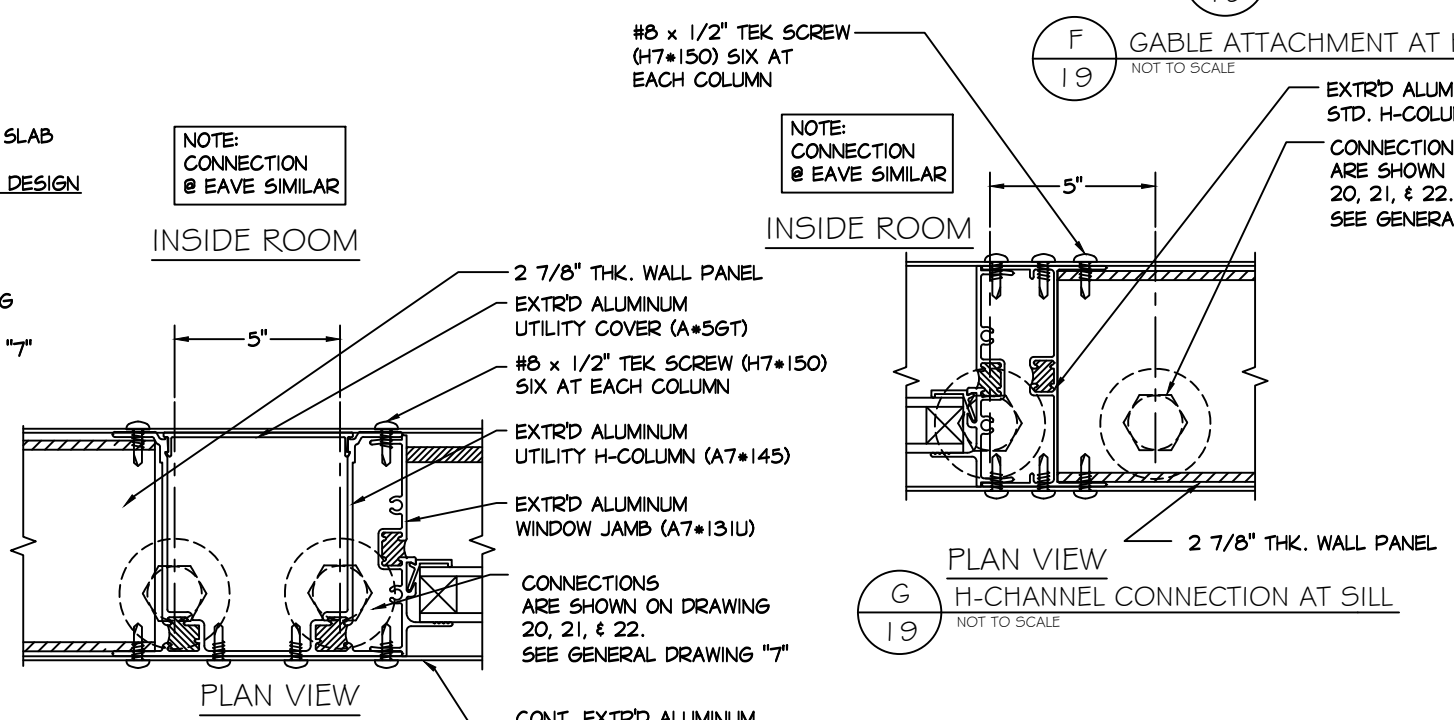 #8 x 1/2" TEK SCREW
(H7*150) SIX AT
EACH COLUMN
F
19
GABLE ATTACHMENT AT
NOT TO SCALE
EXTR'D ALUM
STD. H-COLU
CONNECTION
ARE SHOWN
20, 21, & 22.
SEE GENERA
SLAB
DESIGN
NOTE:
CONNECTION
@ EAVE SIMILAR
INSIDE ROOM
NOTE:
CONNECTION
@ EAVE SIMILAR
INSIDE ROOM
5"
G
"7"
5"
2 7/8" THK. WALL PANEL
EXTR'D ALUMINUM
UTILITY COVER (A*5GT)
#8 x 1/2" TEK SCREW (H7*150)
SIX AT EACH COLUMN
EXTR'D ALUMINUM
UTILITY H-COLUMN (A7*145)
EXTR'D ALUMINUM
WINDOW JAMB (A7*131U)
CONNECTIONS
ARE SHOWN ON DRAWING
20, 21, & 22.
SEE GENERAL DRAWING "7"
PLAN VIEW
CONT. EXTR'D ALUMINUM
2 7/8" THK. WALL PANEL
PLAN VIEW
G
19
H-CHANNEL CONNECTION AT SILL
NOT TO SCALE